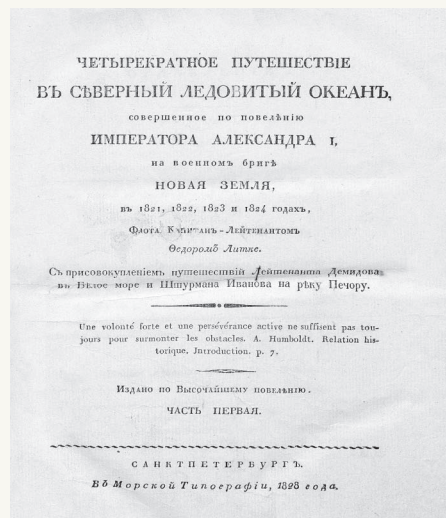 ЧЕТЫРЕКРАТНОЕ ПУТЕШЕСТВІЕ
ВЪ СѢВЕРНЫЙ ЛЕДОВИТЫЙ ОКЕАНЪ,
совершенное по повелѣнію
ИМПЕРАТОРА АЛЕКСАНДРА I,
на военномъ бригѣ
НОВАЯ ЗЕМЛЯ,
въ 1821, 1822, 1823 и 1824 годахъ,
Флота Капитанъ-Лейтенантомъ
Ѳедоромъ Литке.
Съ присовокупленіемъ путешествій Лейтенанта Демидова
въ Бѣлое море и Штурмана Иванова на рѣку Печору.
Une volonté forte et une persévérance active ne suffisent pas tou-
jours pour surmonter les obstacles. A. Humboldt. Relation his-
torique. Introduction. p. 7.
Издано по Высочайшему повелѣнію.
ЧАСТЬ ПЕРВАЯ.
САНКТПЕТЕРБУРГЪ.
Въ Морской Типографіи, 1828 года.